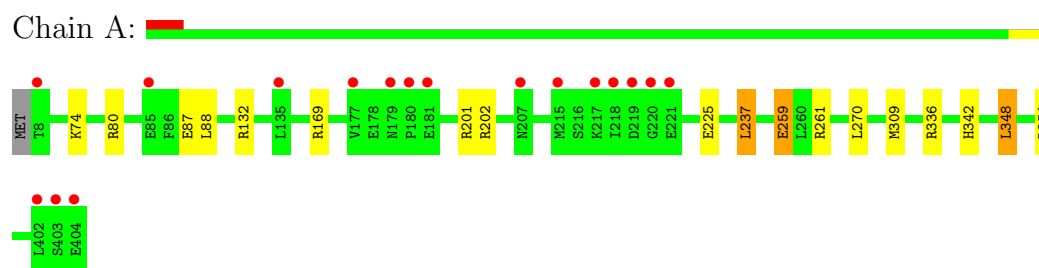 Chain A:
MET T8 K74 R80 E85 F86 E87 L88 R132 L135 R169 V177 E178 N179 P180 E181 R201 R202 N207 N215 S216 K217 I218 D219 G220 E221 E225 L237 E259 L260 R261 L270 M309 R336 H342 L348
L402 S403 E404